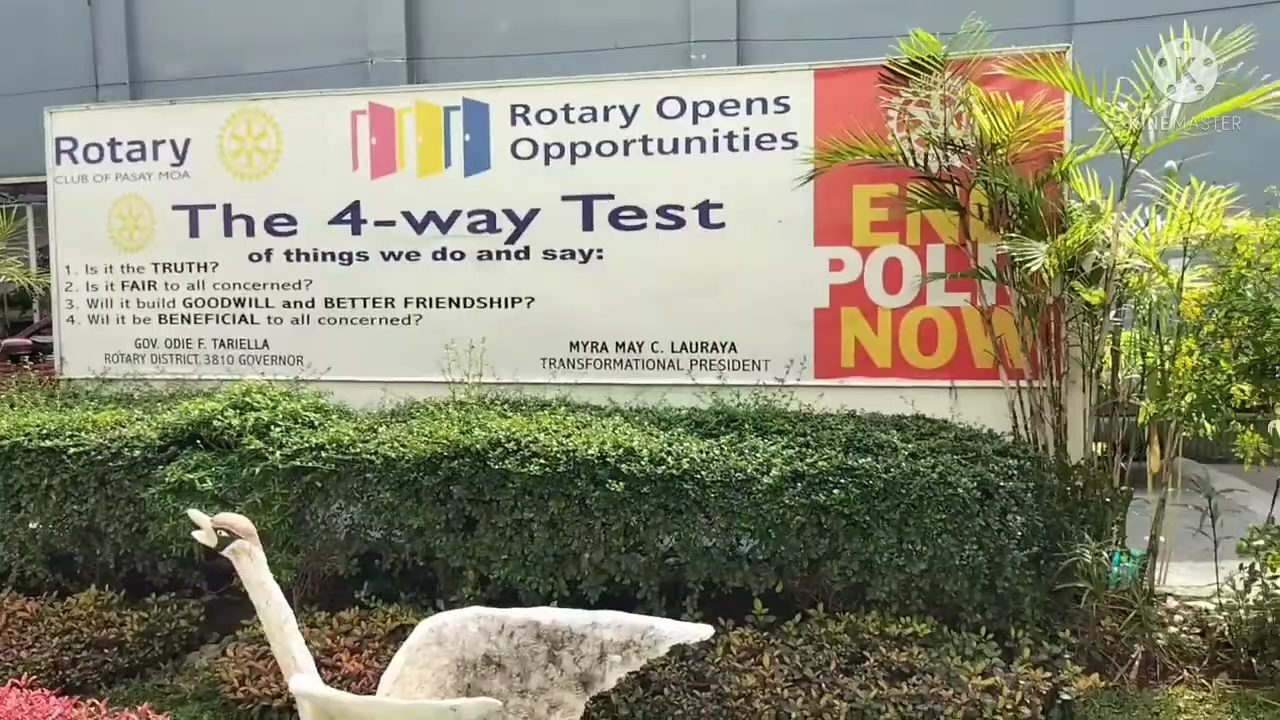 Rotary
CLUB OF PASAY MOA
Rotary Opens
Opportunities
The 4-way Test
of things we do and say:
1. Is it the TRUTH?
2. Is it FAIR to all concerned?
3. Will it build GOODWILL and BETTER FRIENDSHIP?
4. Wil it be BENEFICIAL to all concerned?
GOV. ODIE F. TARIELLA
ROTARY DISTRICT 3810 GOVERNOR
MYRA MAY C. LAURAYA
TRANSFORMATIONAL PRESIDENT
END
POLIO
NOW
K
KINEMASTER